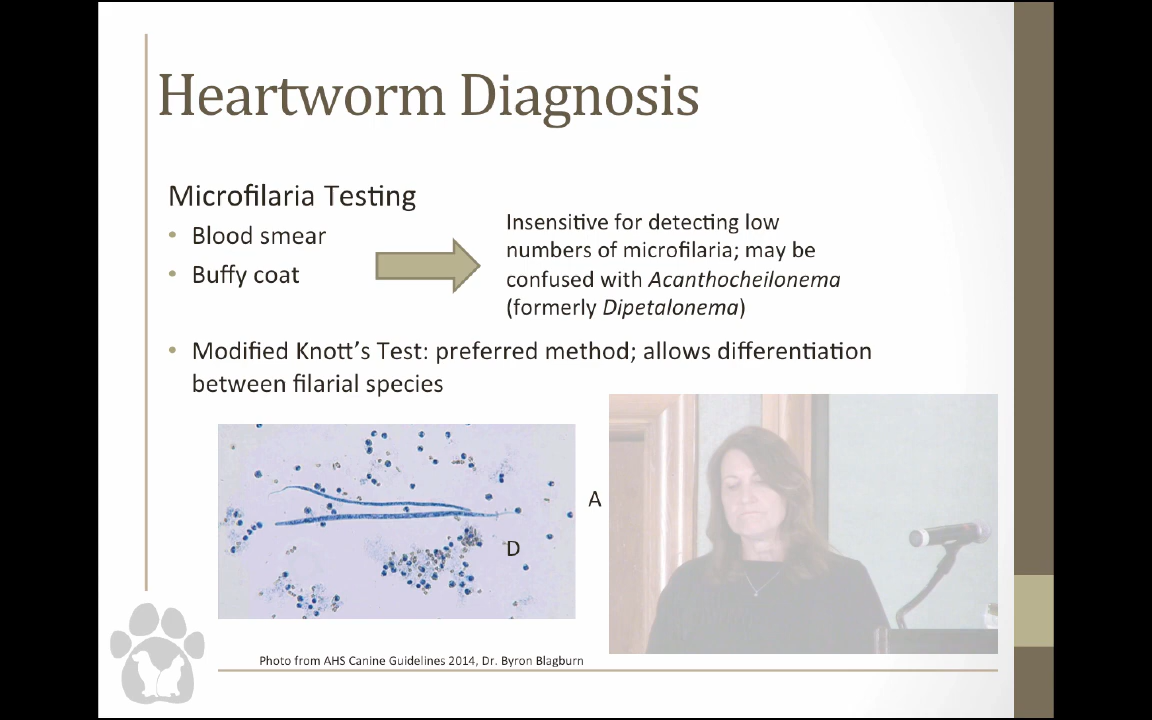 Heartworm Diagnosis
Microfilaria Testing
• Blood smear
• Buffy coat
Insensitive for detecting low
numbers of microfilaria; may be
confused with Acanthocheilonema
(formerly Dipetalonema)
• Modified Knott's Test: preferred method; allows differentiation
between filarial species
A
D
Photo from AHS Canine Guidelines 2014, Dr. Byron Blagburn